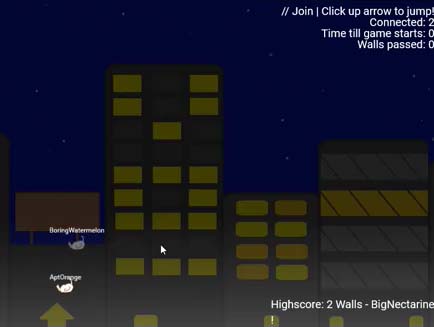 // Join | Click up arrow to jump!
Connected: 2
Time till game starts: 0
Walls passed: 0
BoringWatermelon
AptOrange
Highscore: 2 Walls - BigNectarine
!